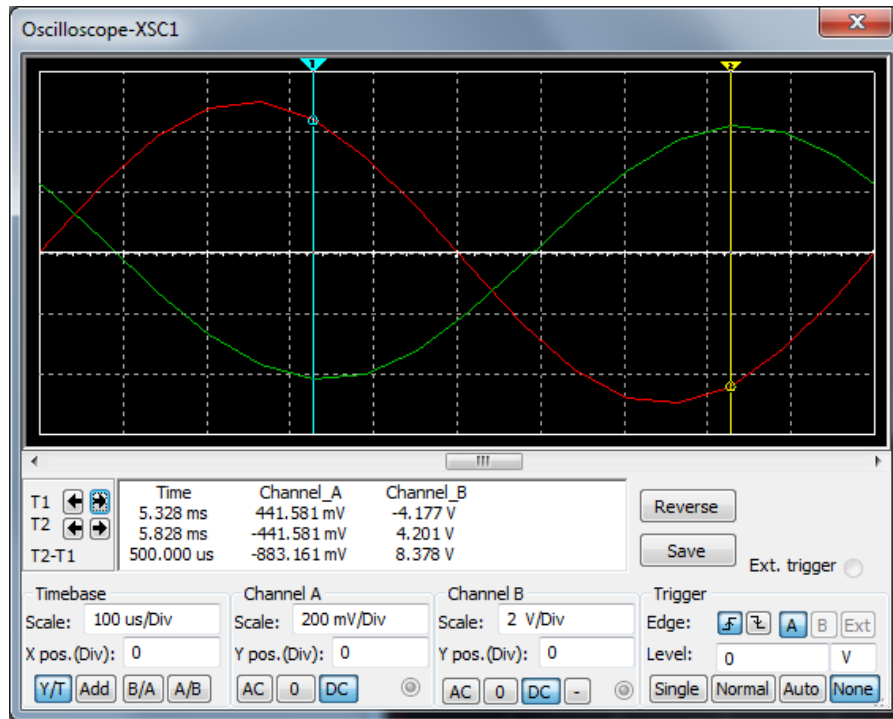 Oscilloscope-XSC1
x
1 2
Time Channel_A Channel_B
T1 5.328 ms 441.581 mV -4.177 V
T2 5.828 ms -441.581 mV 4.201 V
T2-T1 500.000 us -883.161 mV 8.378 V
Reverse
Save
Ext. trigger
Timebase Channel A Channel B Trigger
Scale: 100 us/Div Scale: 200 mV/Div Scale: 2 V/Div Edge: A B Ext
X pos.(Div): 0 Y pos.(Div): 0 Y pos.(Div): 0 Level: 0 V
Y/T Add B/A A/B AC 0 DC AC 0 DC - Single Normal Auto None